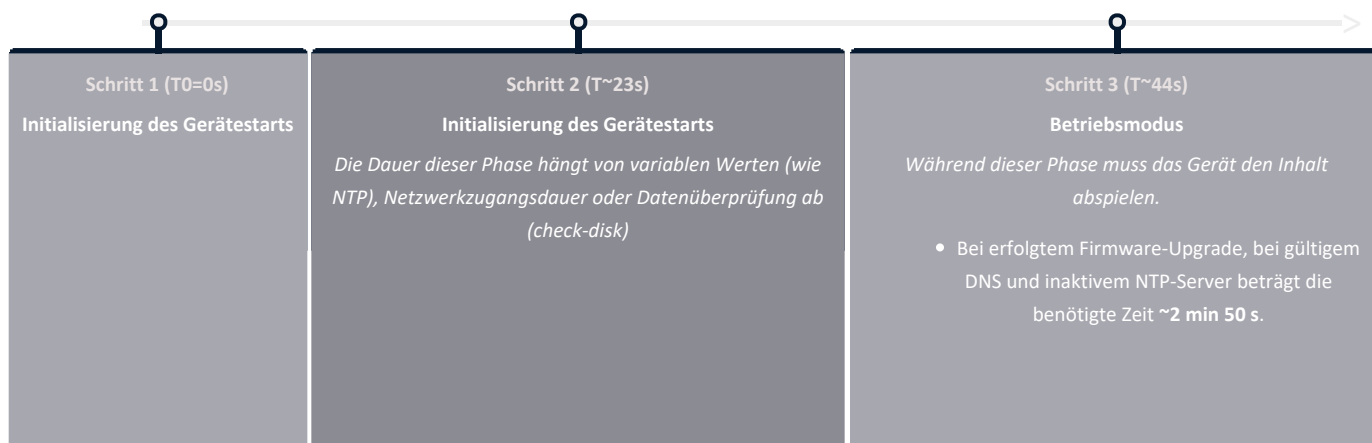 Schritt 1 (T0=0s)
Initialisierung des Gerätestarts
Schritt 2 (T~23s)
Initialisierung des Gerätestarts
Die Dauer dieser Phase hängt von variablen Werten (wie
NTP), Netzwerkzugangsdauer oder Datenüberprüfung ab
(check-disk)
Schritt 3 (T~44s)
Betriebsmodus
Während dieser Phase muss das Gerät den Inhalt
abspielen.
• Bei erfolgtem Firmware-Upgrade, bei gültigem
DNS und inaktivem NTP-Server beträgt die
benötigte Zeit ~2 min 50 s.